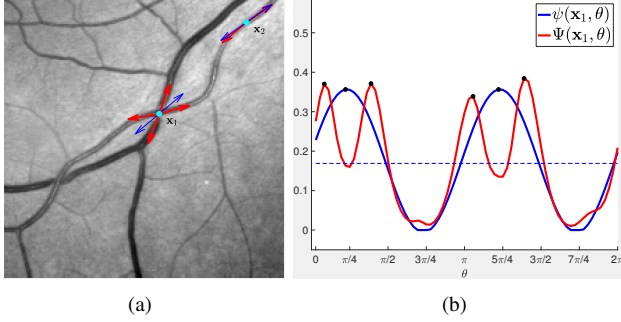 x₂
x₁
(a)
ψ(x₁, θ)
Ψ(x₁, θ)
0.5
0.4
0.3
0.2
0.1
0
0 π/4 π/2 3π/4 π 5π/4 3π/2 7π/4 2π
θ
(b)